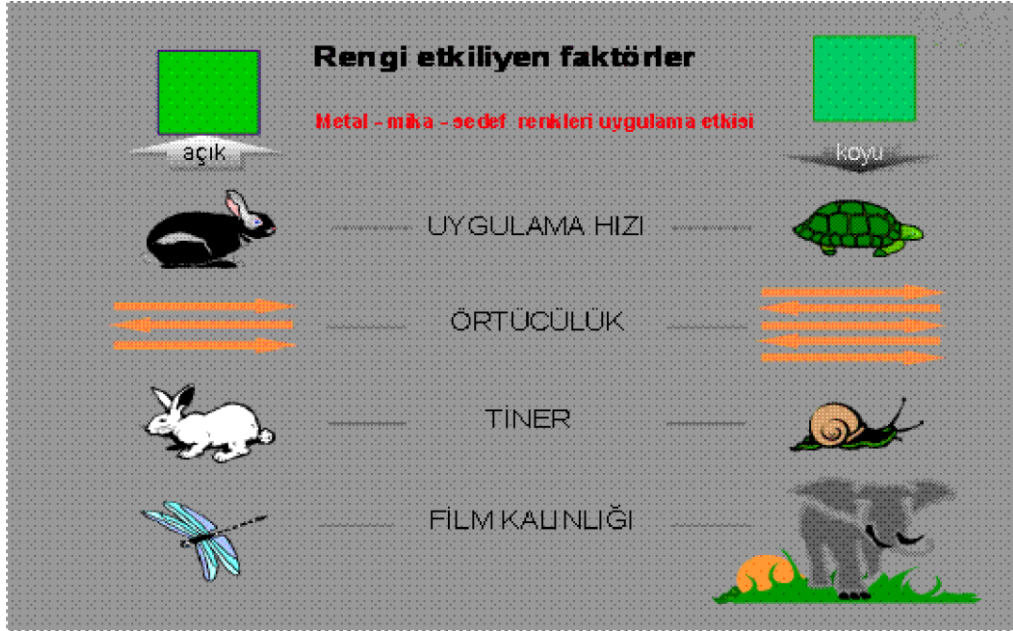 Rengi etkiliyen faktörler
Metal - mika - sedef renkleri uygulama etkisi
açık
koyu
UYGULAMA HIZI
ÖRTÜCÜLÜK
TİNER
FİLM KALINLIĞI